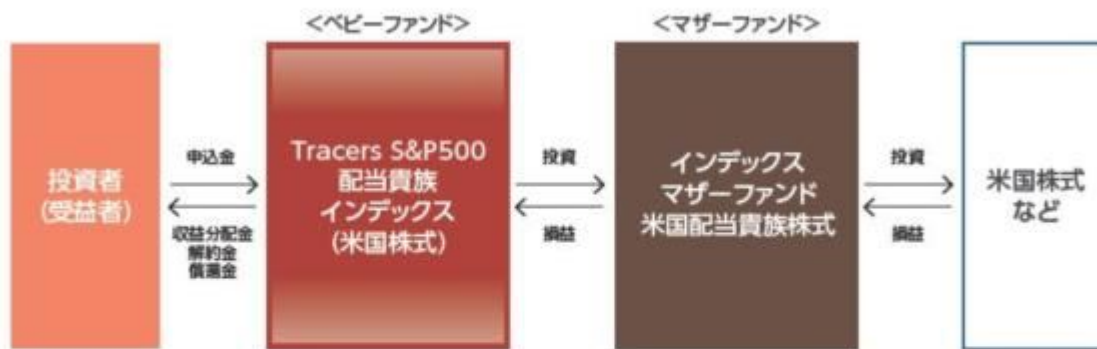 ＜ベビーファンド＞
＜マザーファンド＞
投資者
(受益者)
申込金
収益分配金
解約金
償還金
Tracers S&P500
配当貴族
インデックス
(米国株式)
投資
損益
インデックス
マザーファンド
米国配当貴族株式
投資
損益
米国株式
など